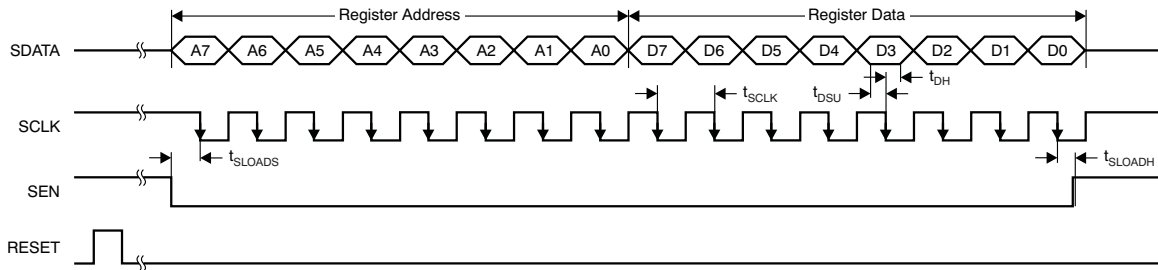 Register Address Register Data
SDATA A7 A6 A5 A4 A3 A2 A1 A0 D7 D6 D5 D4 D3 D2 D1 D0
tSCLK tDSU tDH
SCLK
tSLOADS tSLOADH
SEN
RESET